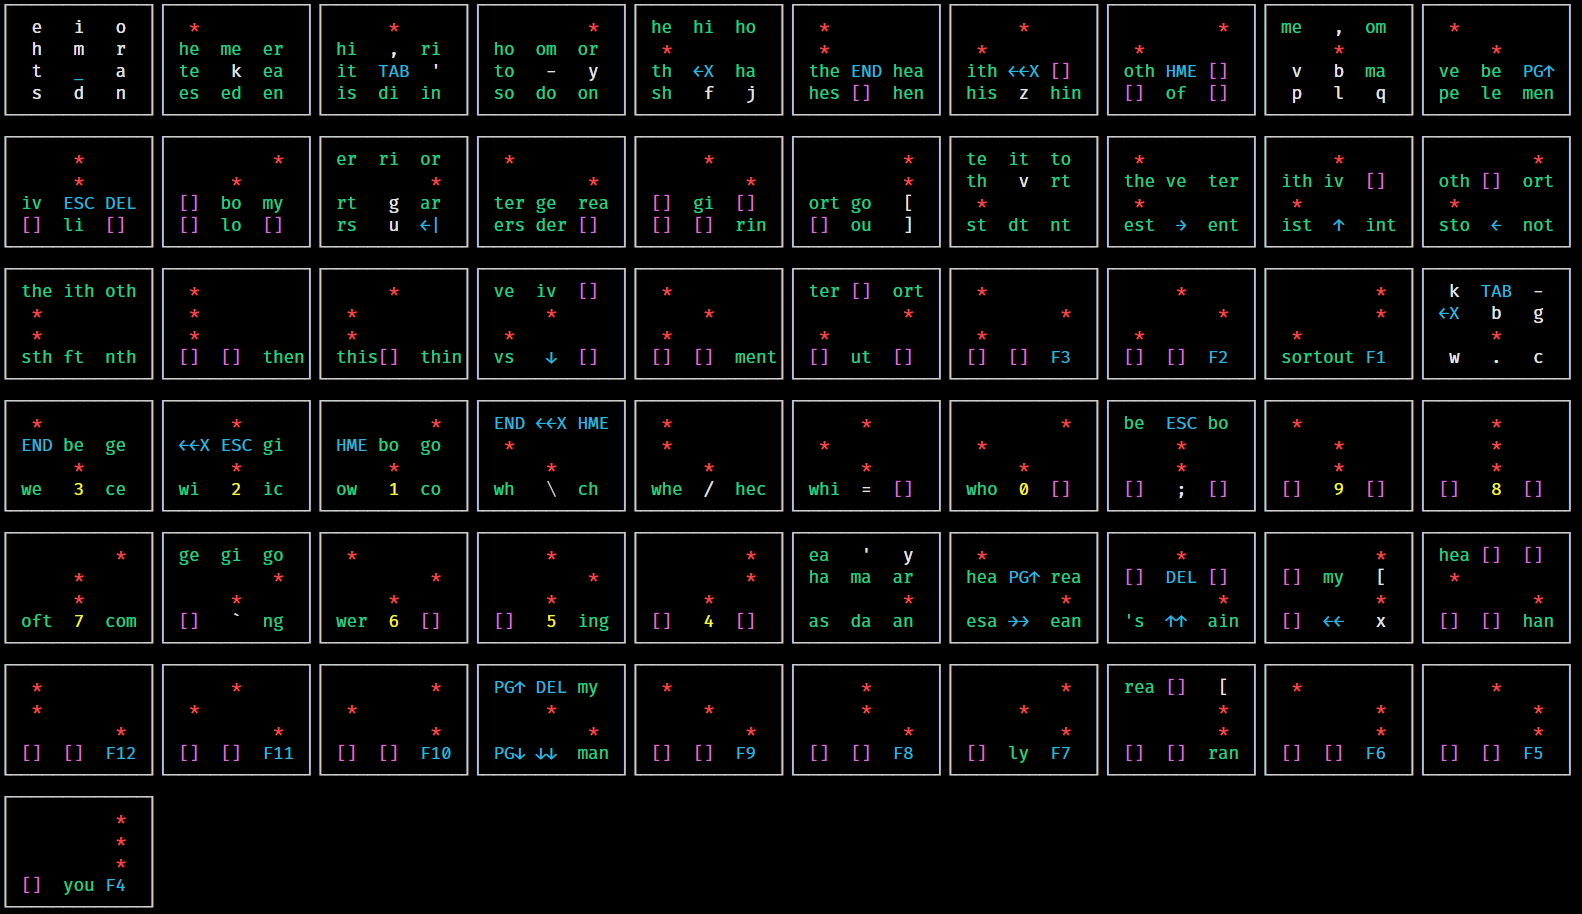 e i o * * * he hi ho * * * me , om *
h m r he me er hi , ri ho om or * * * * * *
t _ a te k ea it TAB ' to - y th ←X ha the END hea ith ←←X [] oth HME [] v b ma ve be PG↑
s d n es ed en is di in so do on sh f j hes [] hen his z hin [] of [] p l q pe le men
* * er ri or * * * te it to * * *
* * * * * * th v rt the ve ter ith iv [] oth [] ort
iv ESC DEL [] bo my rt g ar ter ge rea [] gi [] ort go [ * * * *
[] li [] [] lo [] rs u ←| ers der [] [] [] rin [] ou ] st dt nt est → ent ist ↑ int sto ← not
the ith oth * * ve iv [] * ter [] ort * * * k TAB -
* * * * * * * * * ←X b g
* * * * * * * * * *
sth ft nth [] [] then this[] thin vs ↓ [] [] [] ment [] ut [] [] [] F3 [] [] F2 sortout F1 w . c
* * * END ←←X HME * * * be ESC bo * *
END be ge ←←X ESC gi HME bo go * * * * * * *
* * * * * * * * * *
we 3 ce wi 2 ic ow 1 co wh \ ch whe / hec whi = [] who 0 [] [] ; [] [] 9 [] [] 8 []
* ge gi go * * * ea ' y * * * hea [] []
* * * * * ha ma ar hea PG↑ rea [] DEL [] [] my [ *
* * * * * * * * * *
oft 7 com [] ` ng wer 6 [] [] 5 ing [] 4 [] as da an esa →→ ean 's ↑↑ ain [] ←← x [] [] han
* * * PG↑ DEL my * * * rea [] [ * *
* * * * * * * * * *
* * * * * * * * * *
[] [] F12 [] [] F11 [] [] F10 PG↓ ↓↓ man [] [] F9 [] [] F8 [] ly F7 [] [] ran [] [] F6 [] [] F5
*
*
*
[] you F4